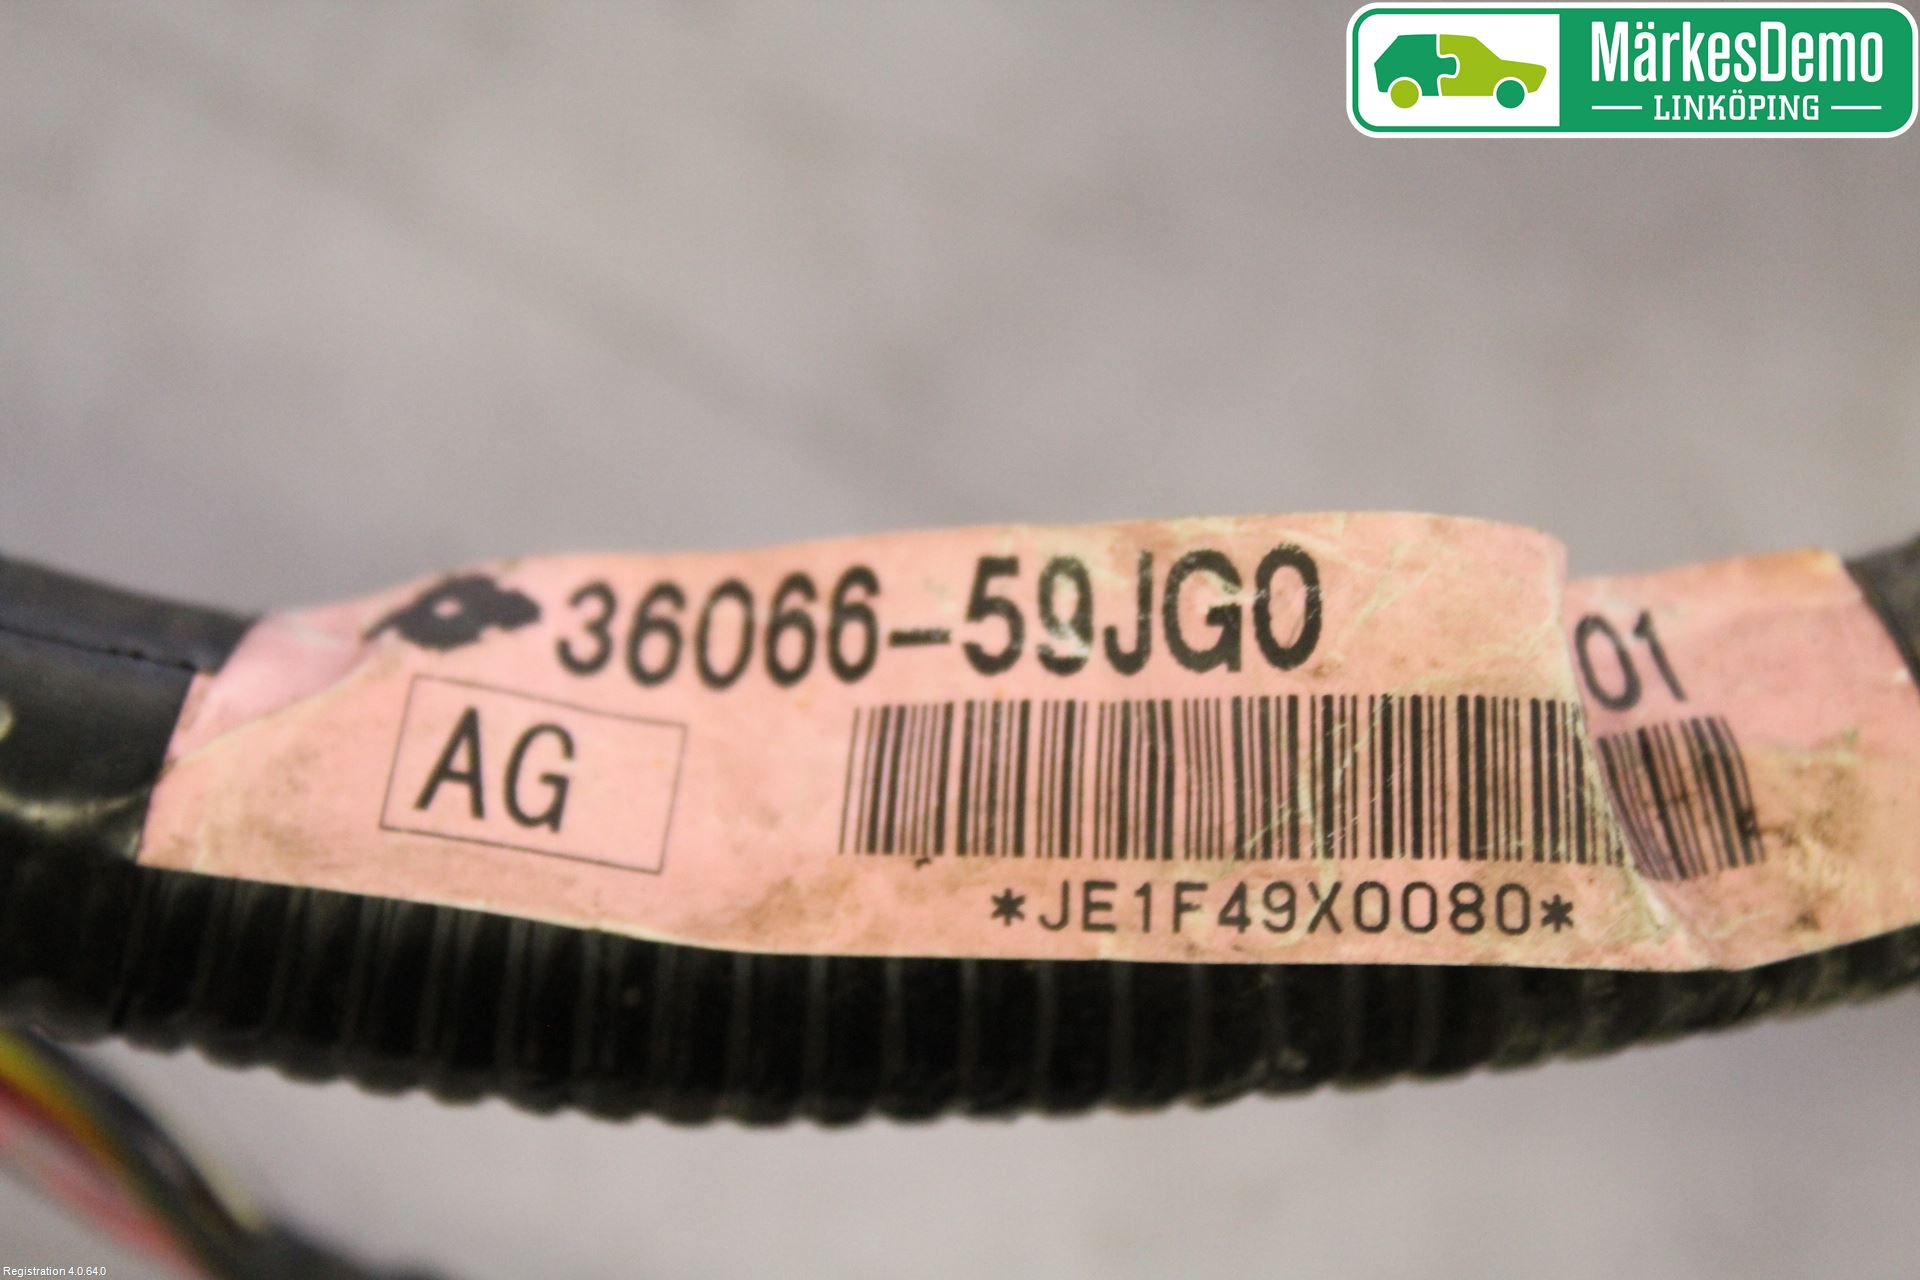 MärkesDemo
LINKÖPING
36066-59JG0
01
AG
*JE1F49X0080*
Registration 4.0.64.0